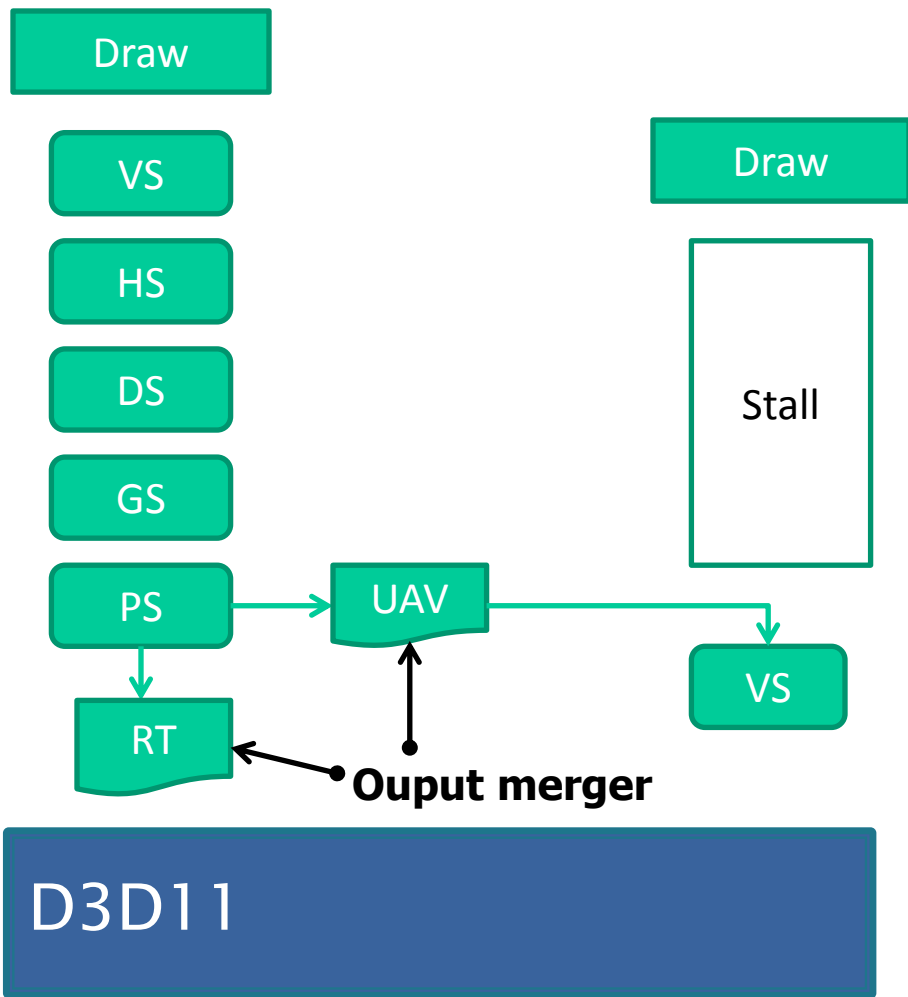 Draw
VS
HS
DS
GS
PS
RT
UAV
Ouput merger
Draw
Stall
VS
D3D11